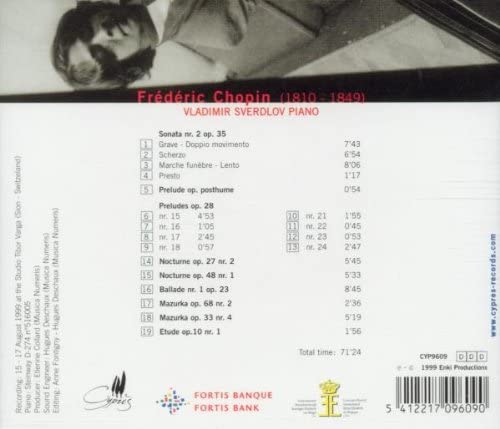 Frédéric Chopin (1810 - 1849)
VLADIMIR SVERDLOV PIANO
Sonata nr. 2 op. 35
1 Grave - Doppio movimento 7'43
2 Scherzo 6'54
3 Marche funèbre - Lento 8'06
4 Presto 1'17
5 Prelude op. posthume 0'54
Preludes op. 28
6 nr. 15 4'53
7 nr. 16 1'05
8 nr. 17 2'45
9 nr. 18 0'57
10 nr. 21 1'55
11 nr. 22 0'45
12 nr. 23 0'53
13 nr. 24 2'47
14 Nocturne op. 27 nr. 2 5'45
15 Nocturne op. 48 nr. 1 5'33
16 Ballade nr. 1 op. 23 8'45
17 Mazurka op. 68 nr. 2 2'36
18 Mazurka op. 33 nr. 4 5'19
19 Etude op.10 nr. 1 1'56
Total time: 71'24
Recording: 15 - 17 August 1999 at the Studio Tibor Varga (Sion - Switzerland)
Piano: Steinway D-274 n°516005
Producer: Etienne Collard (Musica Numeris)
Sound Engineer: Hugues Deschaux (Musica Numeris)
Editing: Anne Fontigny - Hugues Deschaux (Musica Numeris)
www.cypres-records.com
Cyprès
FORTIS BANQUE
FORTIS BANK
CYP9609 D D D
1999 Enki Productions
5 412217 096090